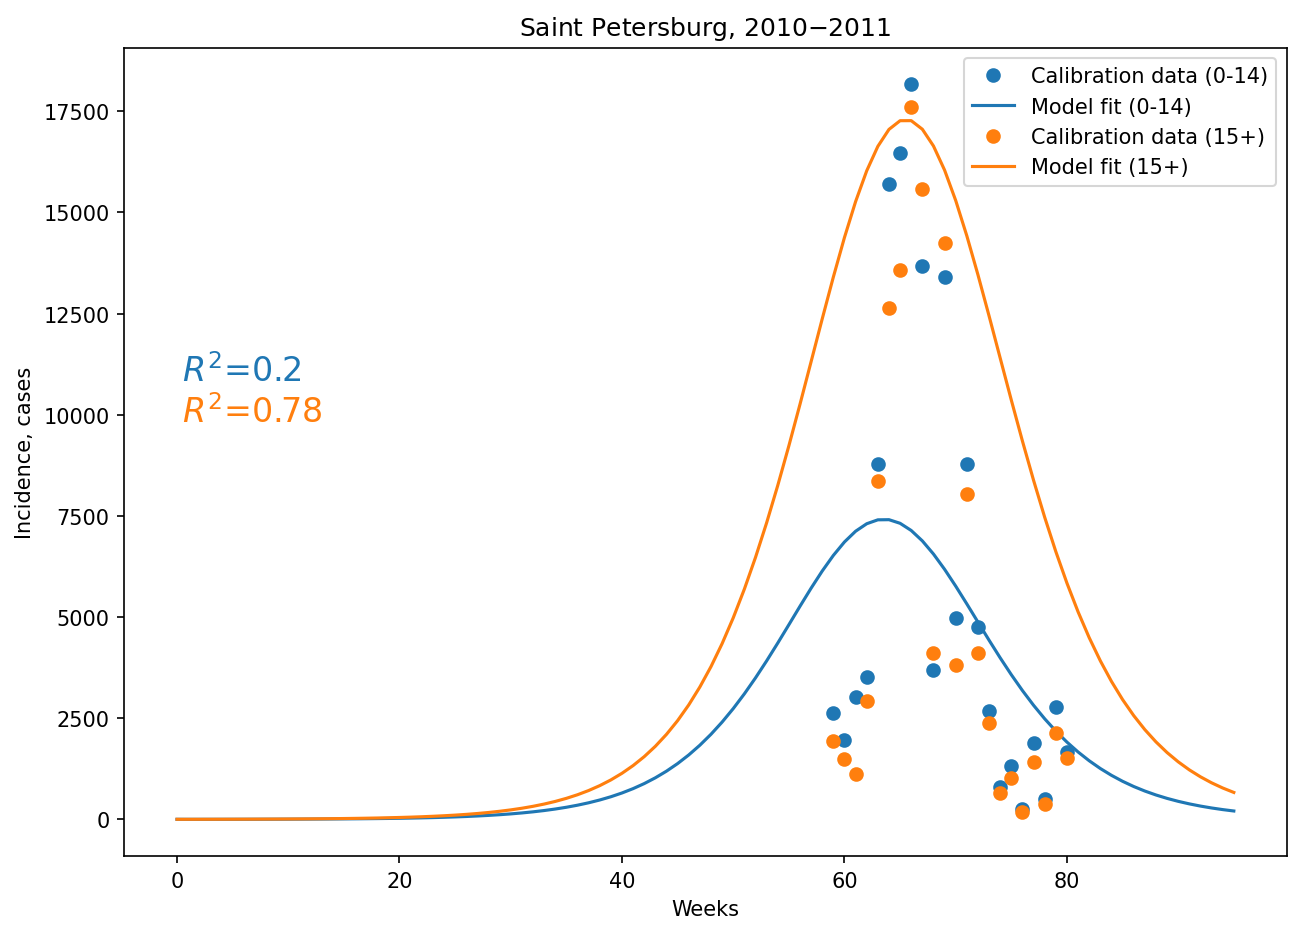 Saint Petersburg, 2010−2011
Calibration data (0-14)
Model fit (0-14)
Calibration data (15+)
Model fit (15+)
17500
15000
12500
10000
7500
5000
2500
0
Incidence, cases
R²=0.2
R²=0.78
0 20 40 60 80
Weeks